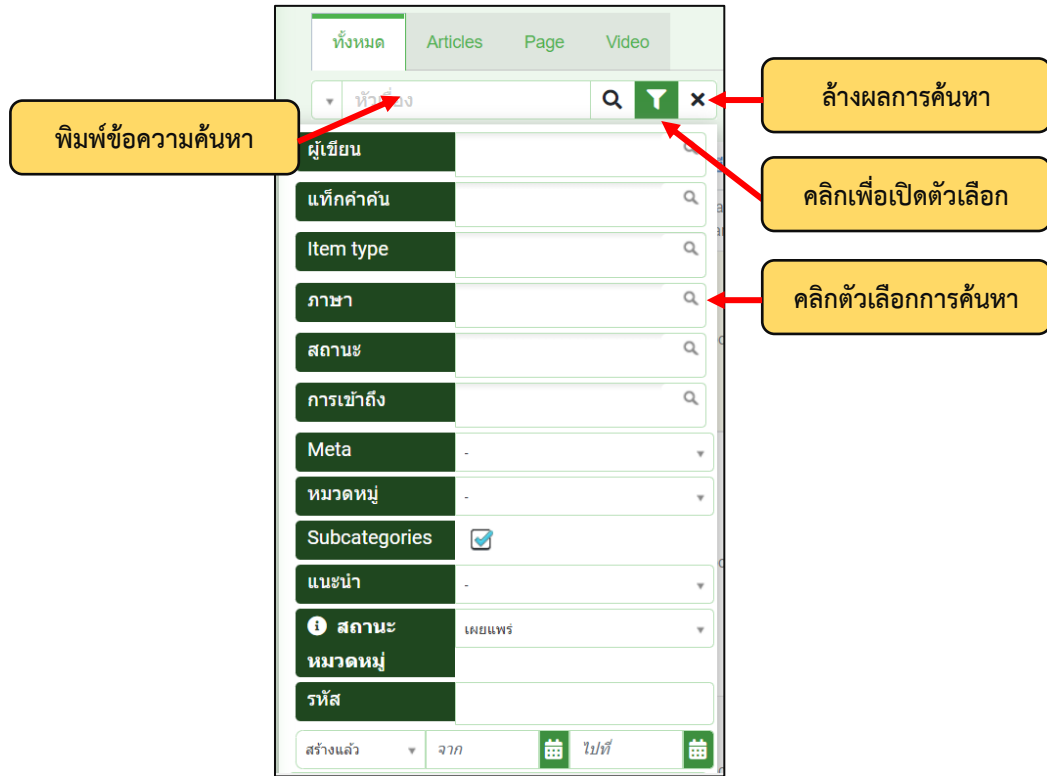 ทั้งหมด Articles Page Video
หัวเรื่อง
ล้างผลการค้นหา
พิมพ์ข้อความค้นหา
ผู้เขียน
คลิกเพื่อเปิดตัวเลือก
แท็กคำค้น
Item type
ภาษา
คลิกตัวเลือกการค้นหา
สถานะ
การเข้าถึง
Meta -
หมวดหมู่ -
Subcategories
แนะนำ -
สถานะ เผยแพร่
หมวดหมู่
รหัส
สร้างแล้ว จาก ไปที่